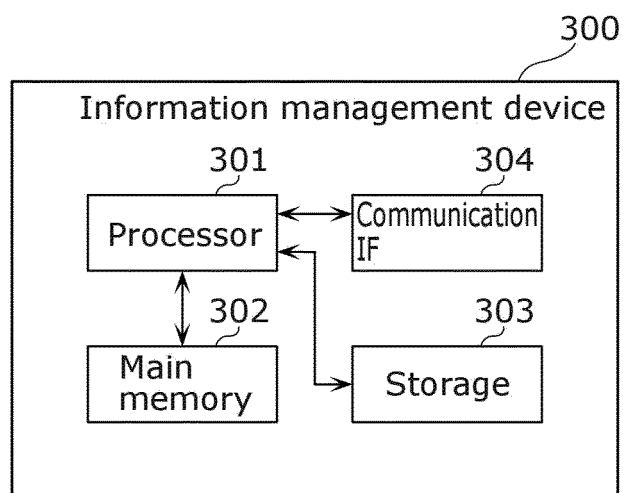 300
Information management device
301
304
Processor
Communication
IF
302
303
Main
memory
Storage